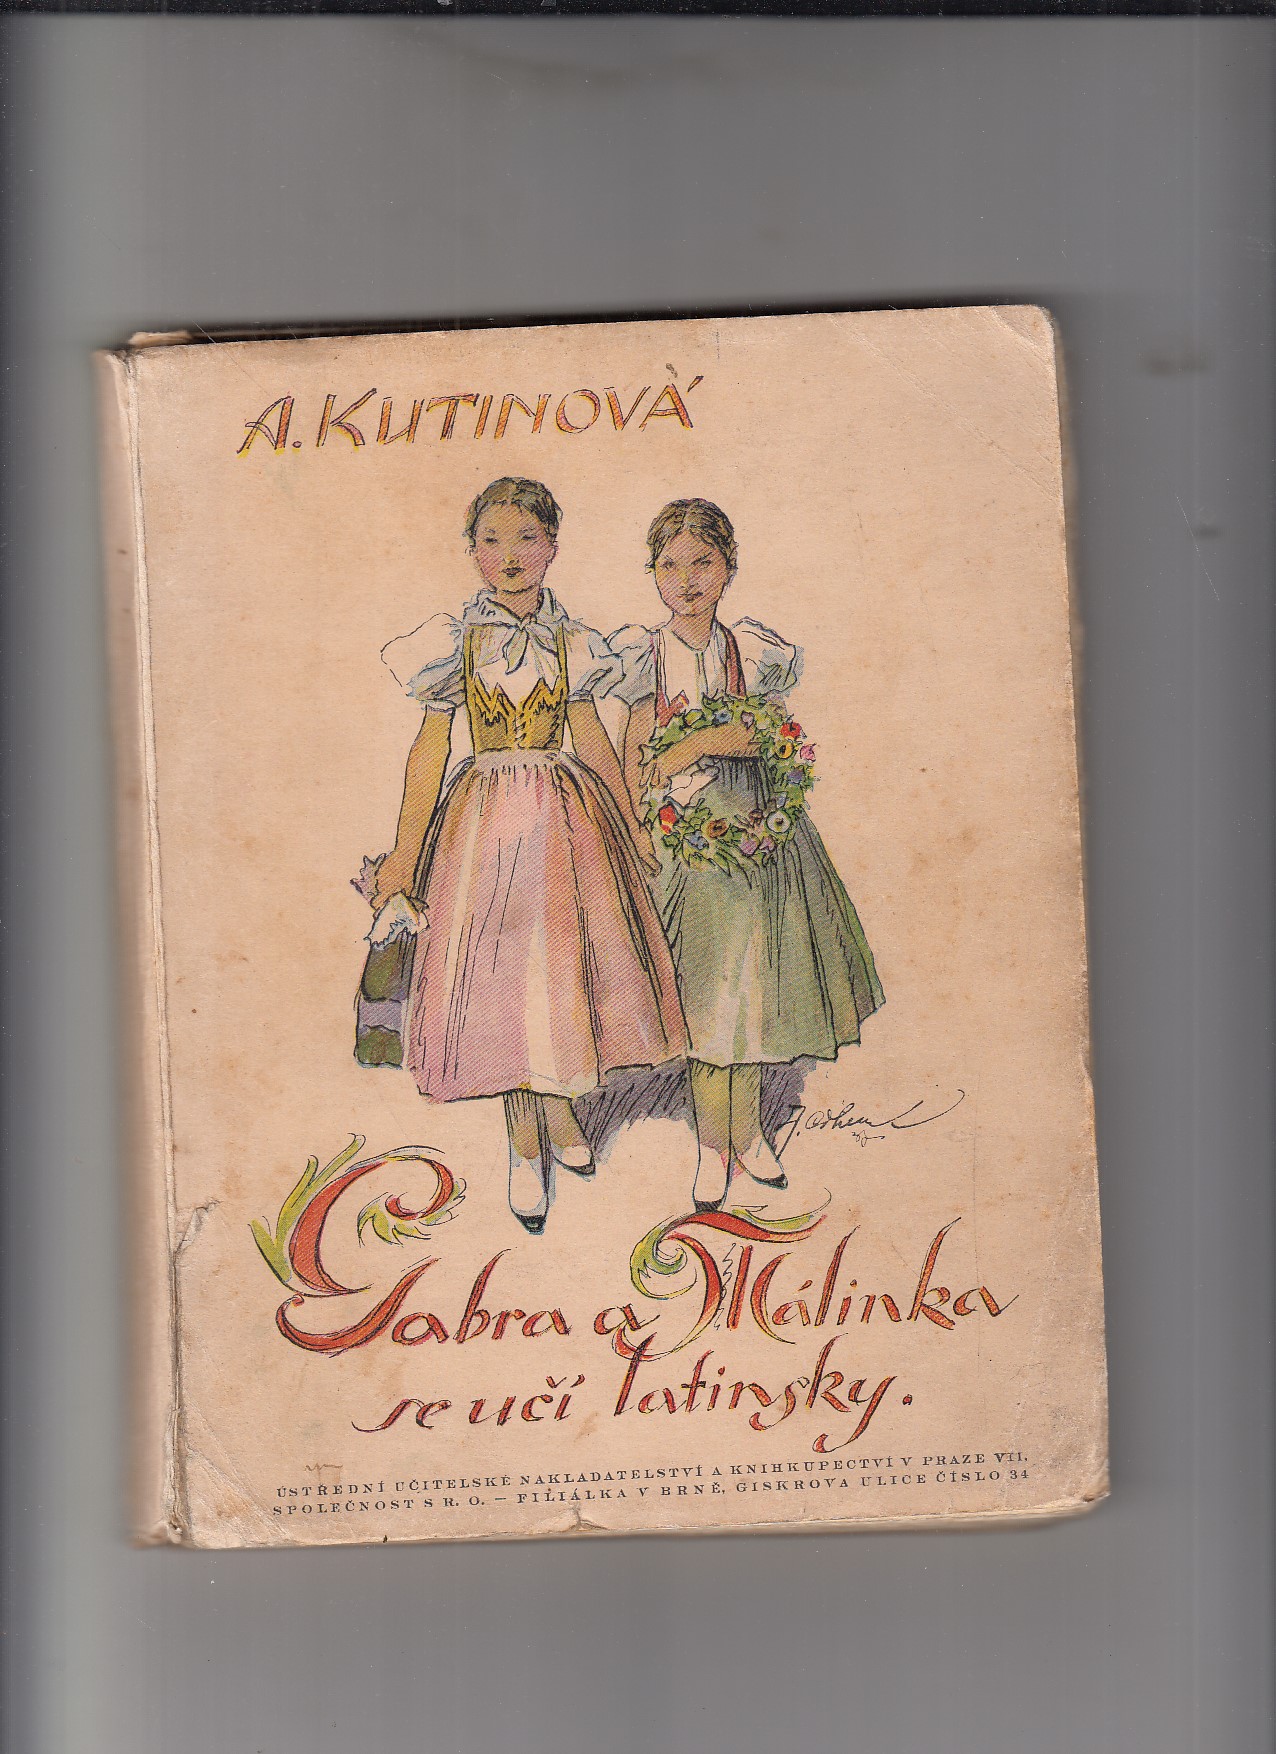 A. KUTINOVÁ
Gabra a Málinka
se učí latinsky.
ÚSTŘEDNÍ UČITELSKÉ NAKLADATELSTVÍ A KNIHKUPECTVÍ V PRAZE VII,
SPOLEČNOST S R. O. — FILIÁLKA V BRNĚ, GISKROVA ULICE ČÍSLO 34